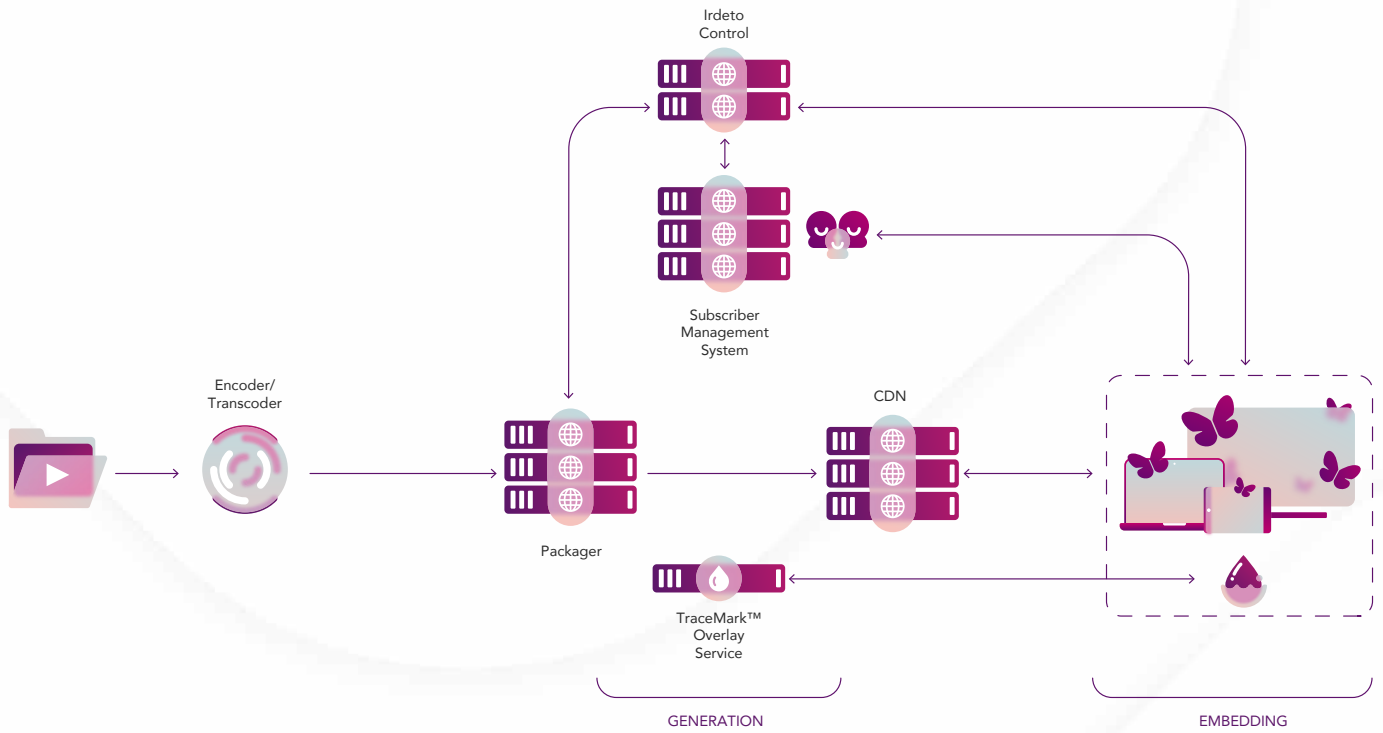 Irdeto
Control
Subscriber
Management
System
Encoder/
Transcoder
CDN
Packager
TraceMark™
Overlay
Service
GENERATION
EMBEDDING